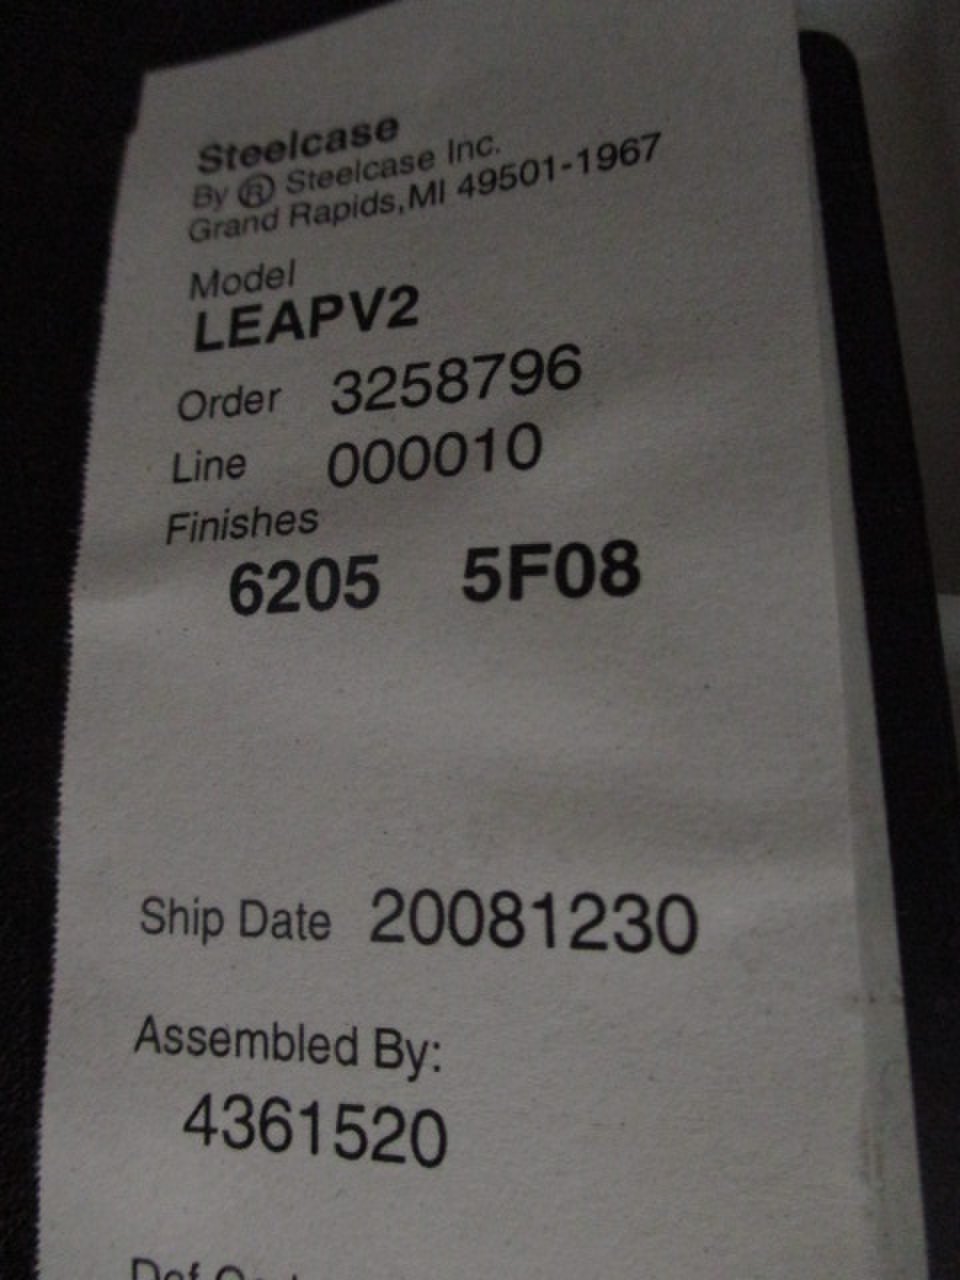 Steelcase
By ® Steelcase Inc.
Grand Rapids,MI 49501-1967
Model
LEAPV2
Order 3258796
Line 000010
Finishes
6205 5F08
Ship Date 20081230
Assembled By:
4361520